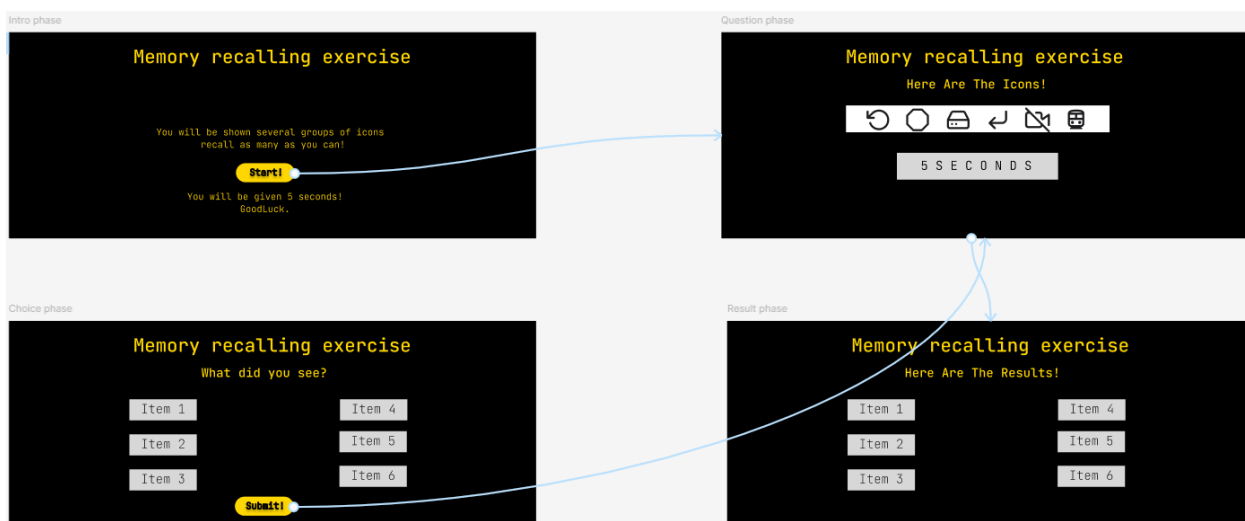 Intro phase
Memory recalling exercise
You will be shown several groups of icons
recall as many as you can!
Start!
You will be given 5 seconds!
GoodLuck.
Question phase
Memory recalling exercise
Here Are The Icons!
5 SECONDS
Choice phase
Memory recalling exercise
What did you see?
Item 1
Item 4
Item 2
Item 5
Item 3
Item 6
Submit!
Result phase
Memory recalling exercise
Here Are The Results!
Item 1
Item 4
Item 2
Item 5
Item 3
Item 6